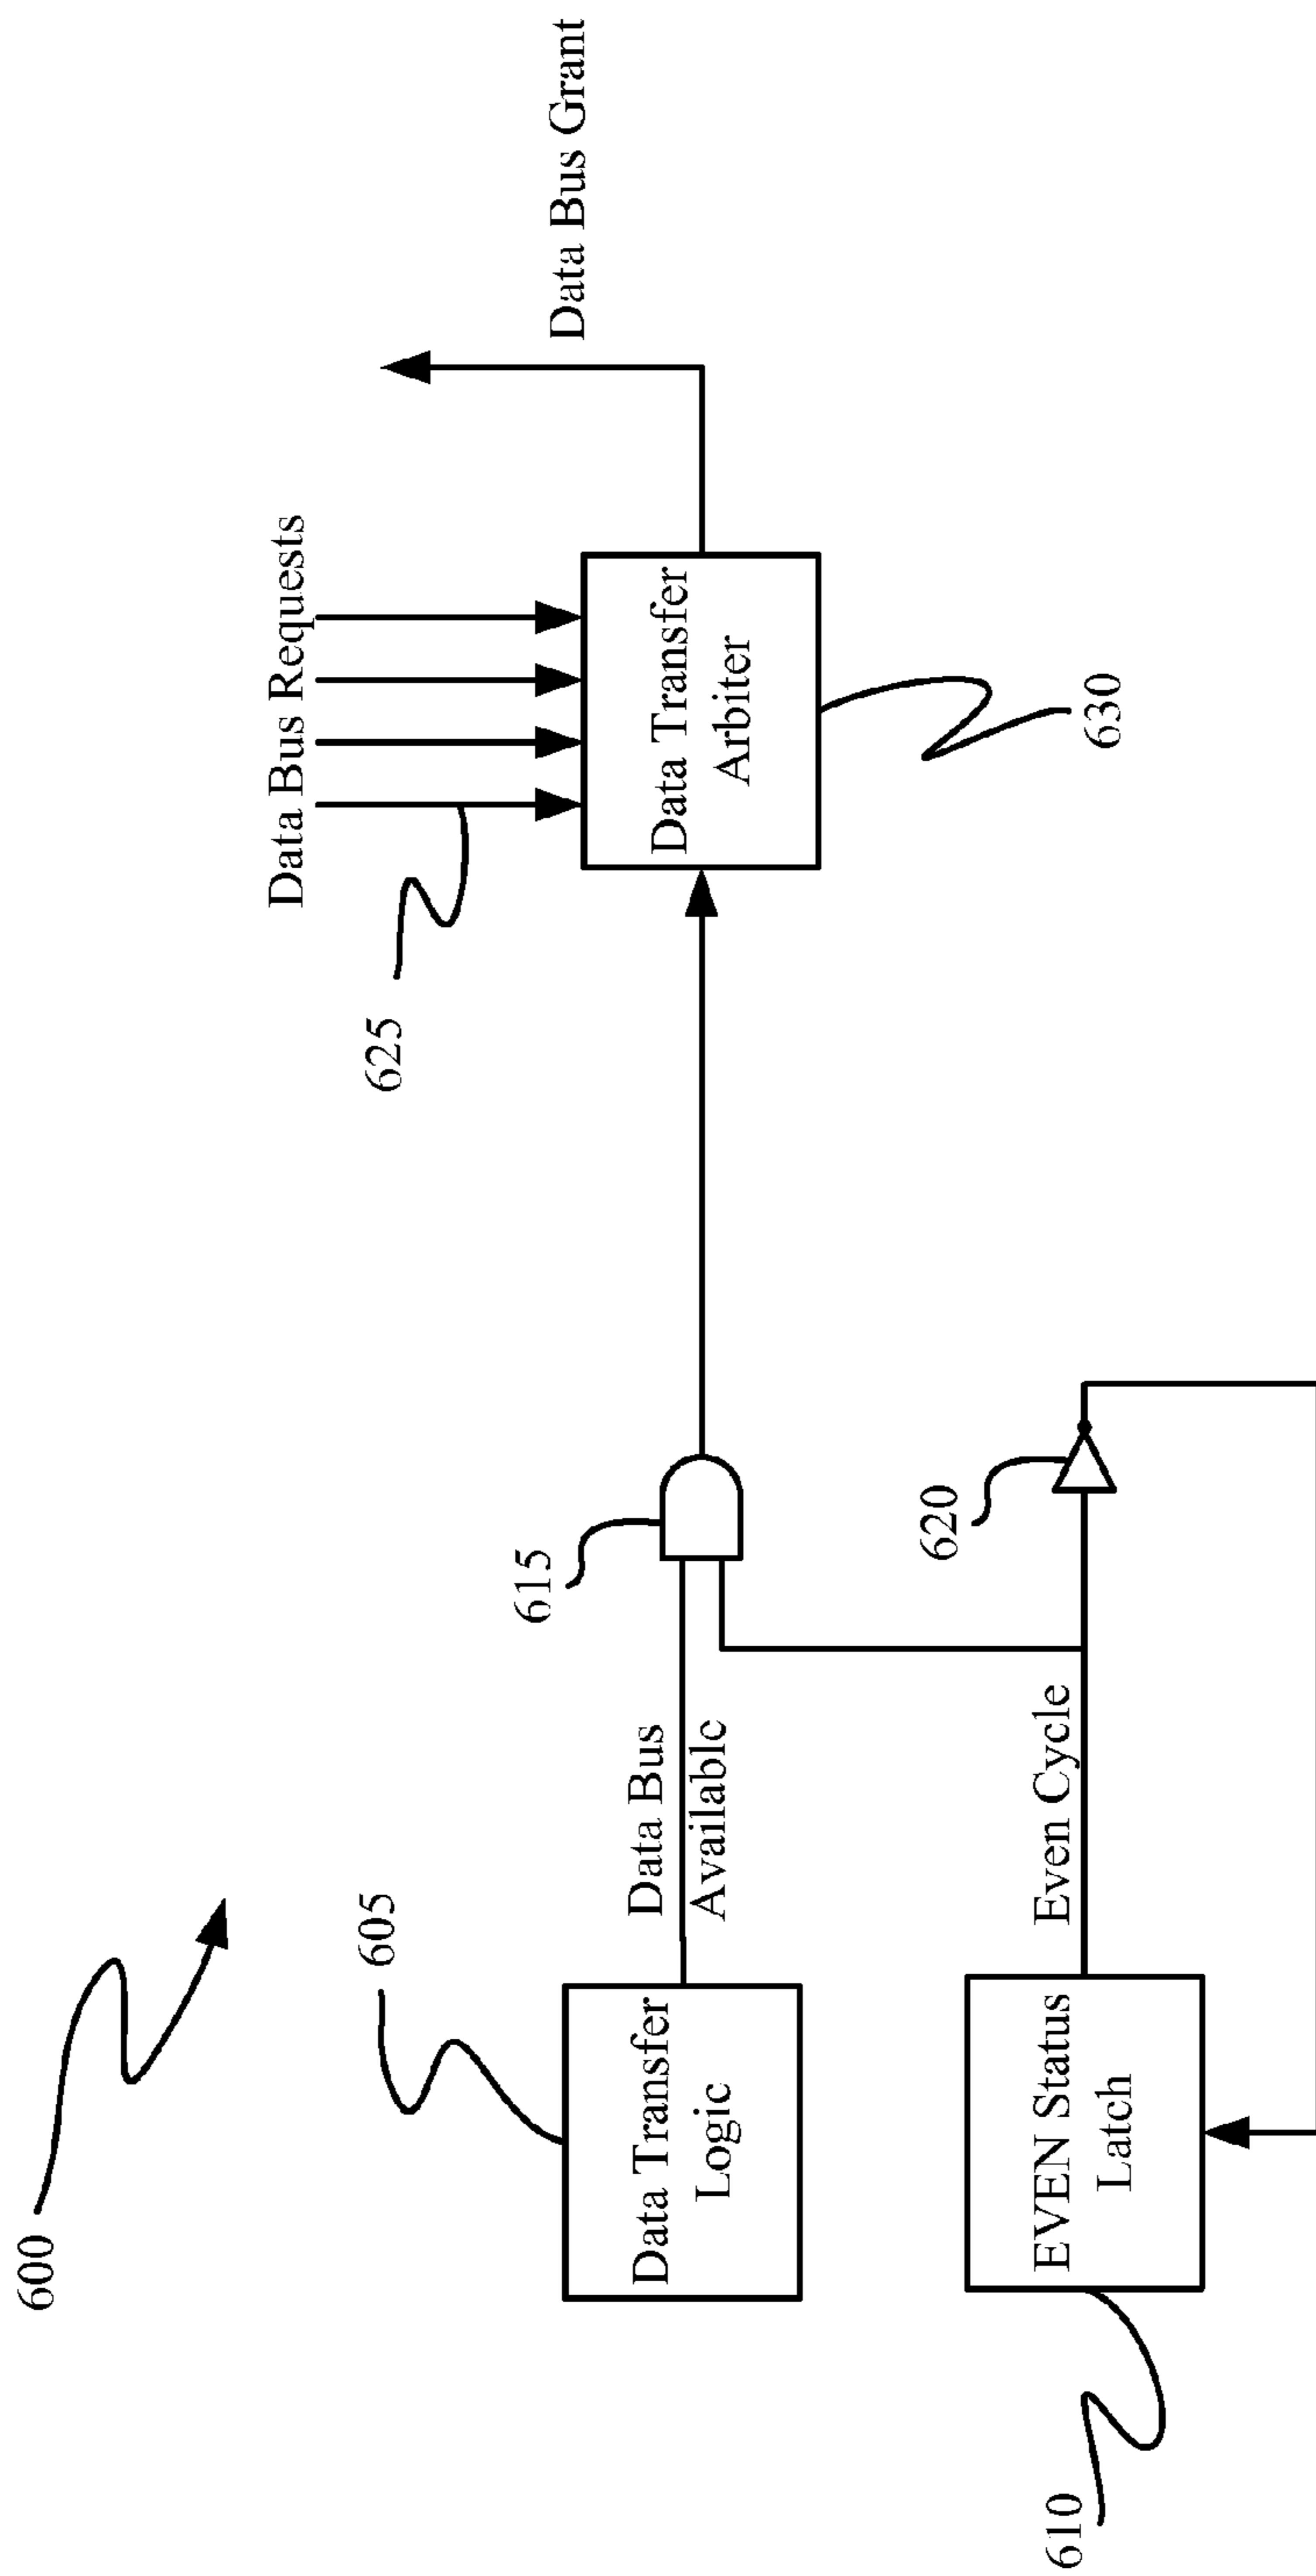 600
Data Bus Requests
Data Bus Grant
625
605
Data Transfer
Logic
Data Bus
Available
615
Data Transfer
Arbiter
630
610
EVEN Status
Latch
Even Cycle
620